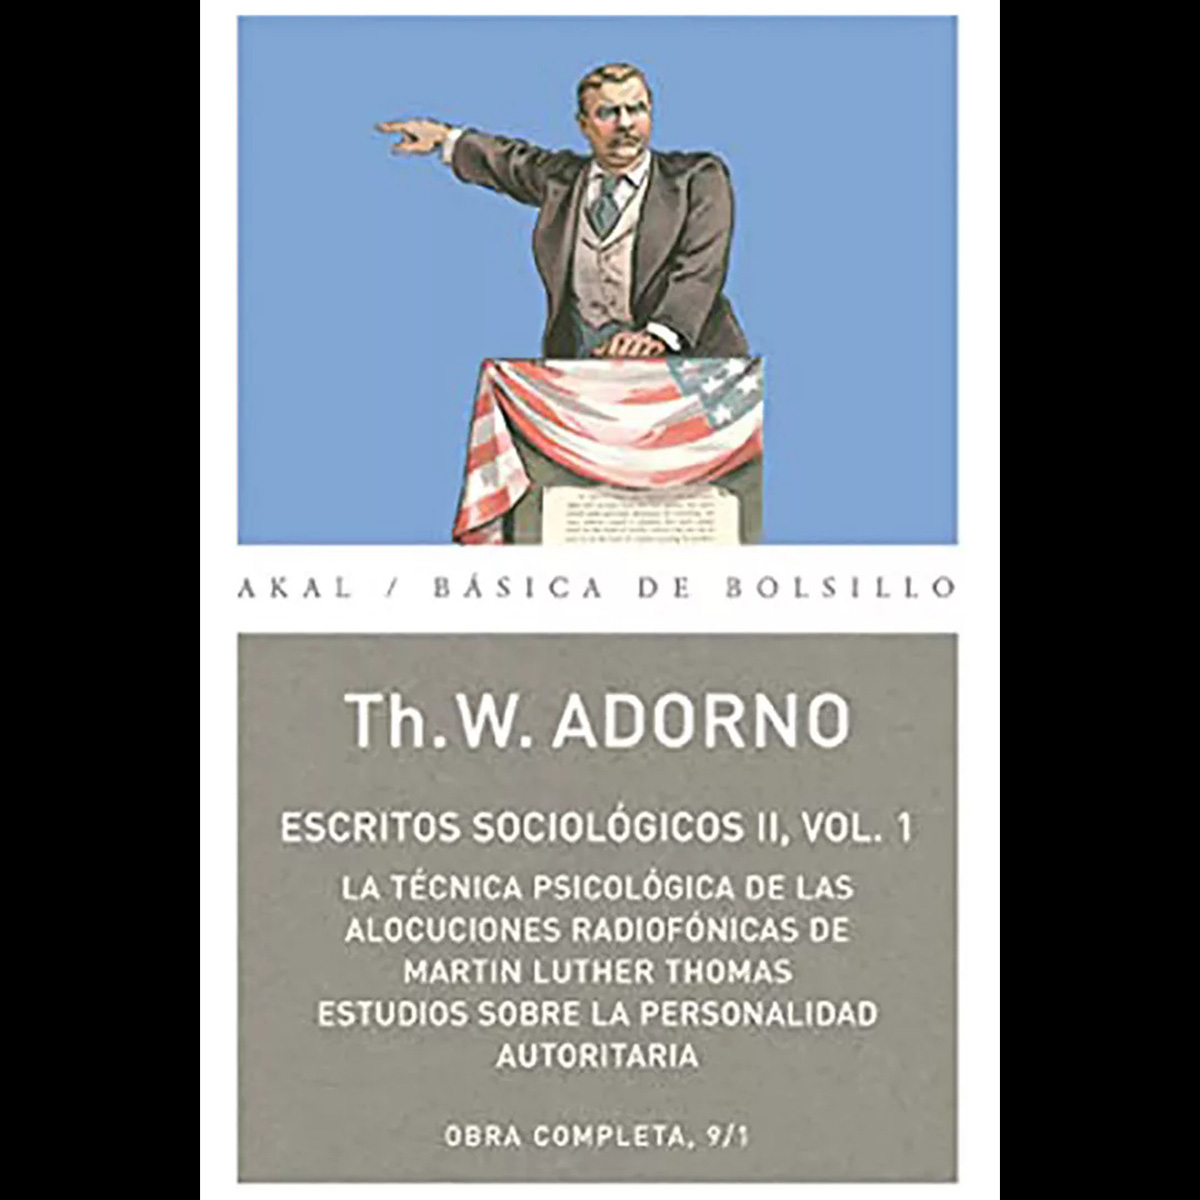 AKAL / BÁSICA DE BOLSILLO
Th. W. ADORNO
ESCRITOS SOCIOLÓGICOS II, VOL. 1
LA TÉCNICA PSICOLÓGICA DE LAS
ALOCUCIONES RADIOFÓNICAS DE
MARTIN LUTHER THOMAS
ESTUDIOS SOBRE LA PERSONALIDAD
AUTORITARIA
OBRA COMPLETA, 9/1